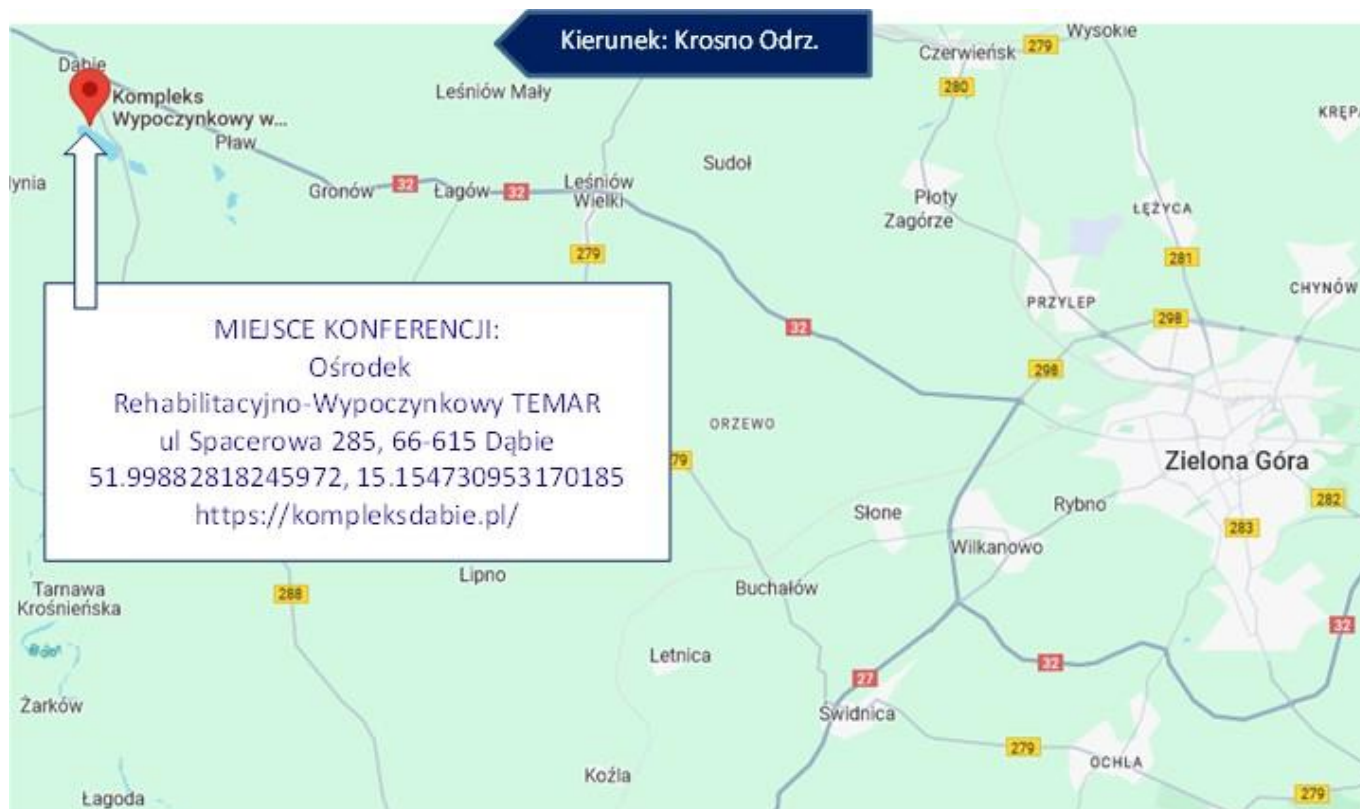 Kierunek: Krosno Odrz.
Wysokie
Czerwieńsk
279
Dąbie
Kompleks
Wypoczynkowy w...
Leśniów Mały
280
Pław
Sudoł
ynia
Gronów
32
Łagów
32
Leśniów
Wielki
Płoty
Zagórze
ŁĘŻYCA
279
281
CHYNÓW
PRZYLEP
298
32
298
MIEJSCE KONFERENCJI:
Ośrodek
Rehabilitacyjno-Wypoczynkowy TEMAR
ul Spacerowa 285, 66-615 Dąbie
51.99882818245972, 15.154730953170185
https://kompleksdabie.pl/
ORZEWO
79
Zielona Góra
Słone
Rybno
282
283
Wilkanowo
Lipno
Buchałów
Tarnawa
Krośnieńska
288
32
Letnica
32
27
Żarków
Świdnica
279
OCHLA
Koźla
Łagoda
279
KRĘPA